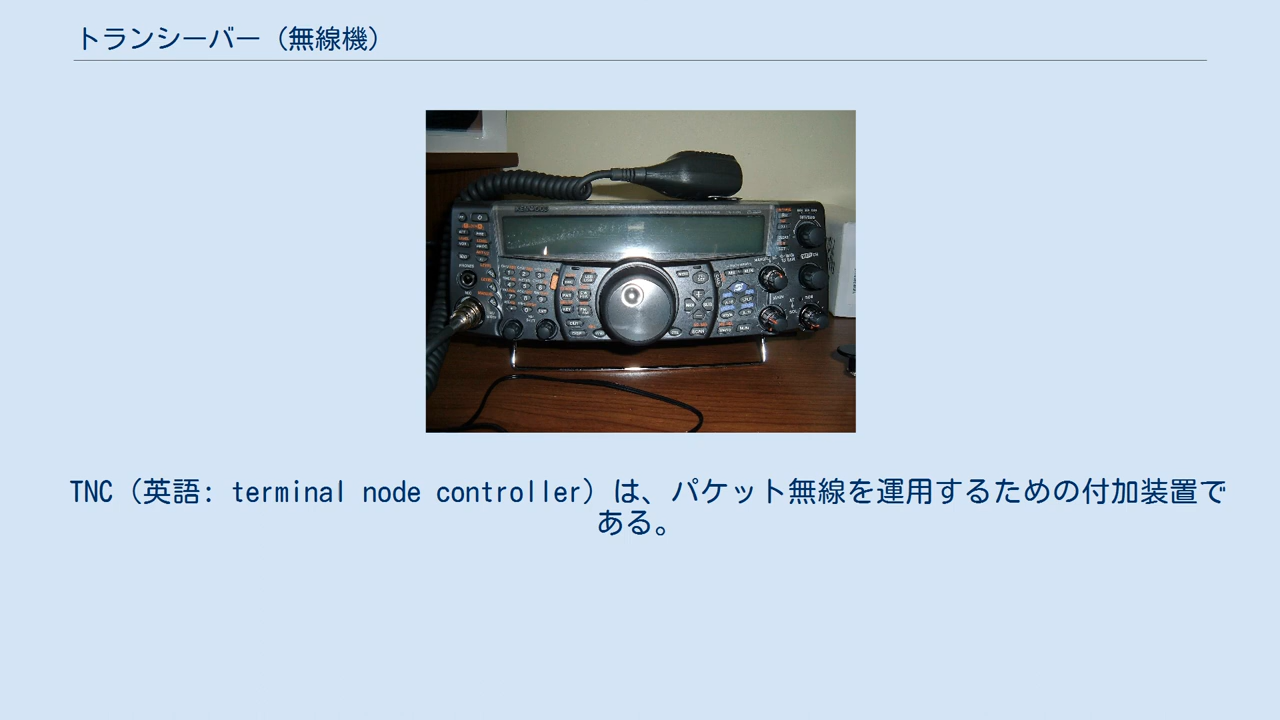 トランシーバー（無線機）
KENWOOD
TNC（英語: terminal node controller）は、パケット無線を運用するための付加装置で
ある。